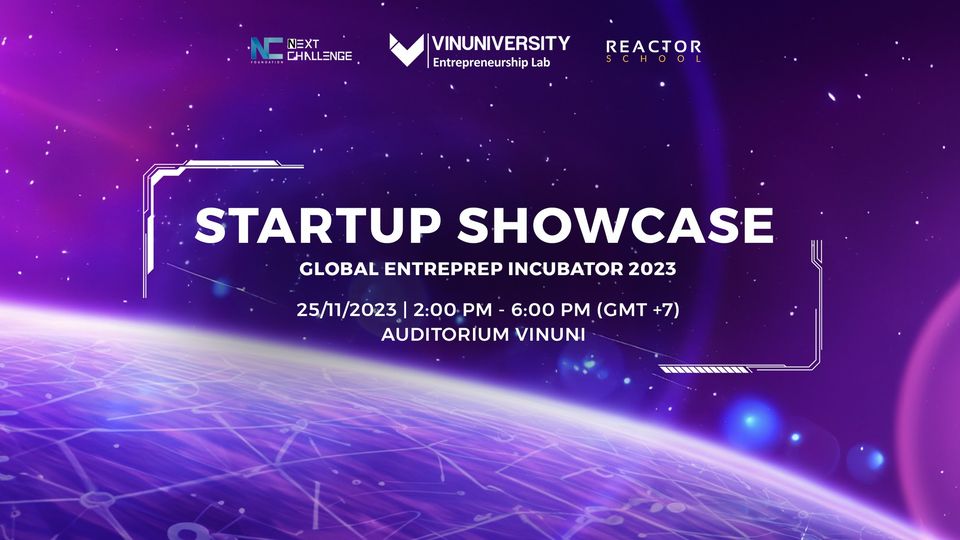 NC NEXT CHALLENGE
FOUNDATION
VINUNIVERSITY
Entrepreneurship Lab
REACTOR
SCHOOL
STARTUP SHOWCASE
GLOBAL ENTREPREP INCUBATOR 2023
25/11/2023 | 2:00 PM - 6:00 PM (GMT +7)
AUDITORIUM VINUNI